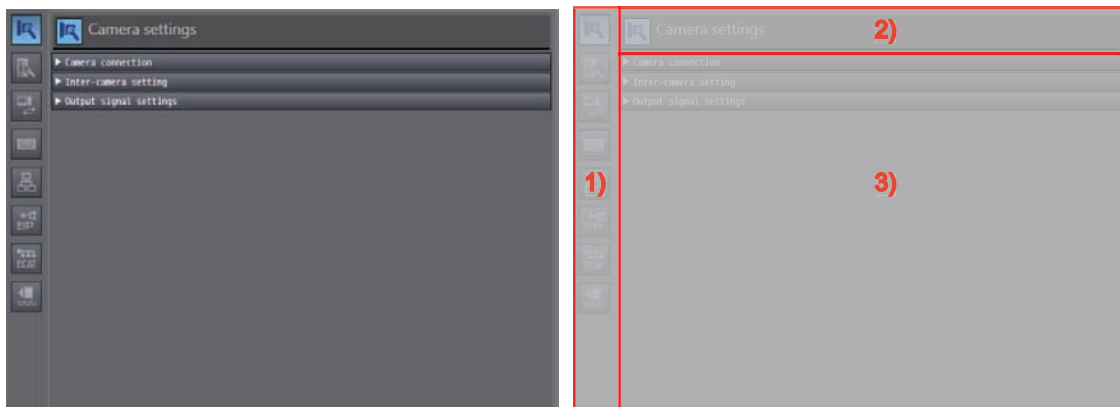 Camera settings
Camera connection
Inter-camera setting
Output signal settings
EIP
ECAT
Camera settings
2)
Camera connection
Inter-camera setting
Output signal settings
1)
3)